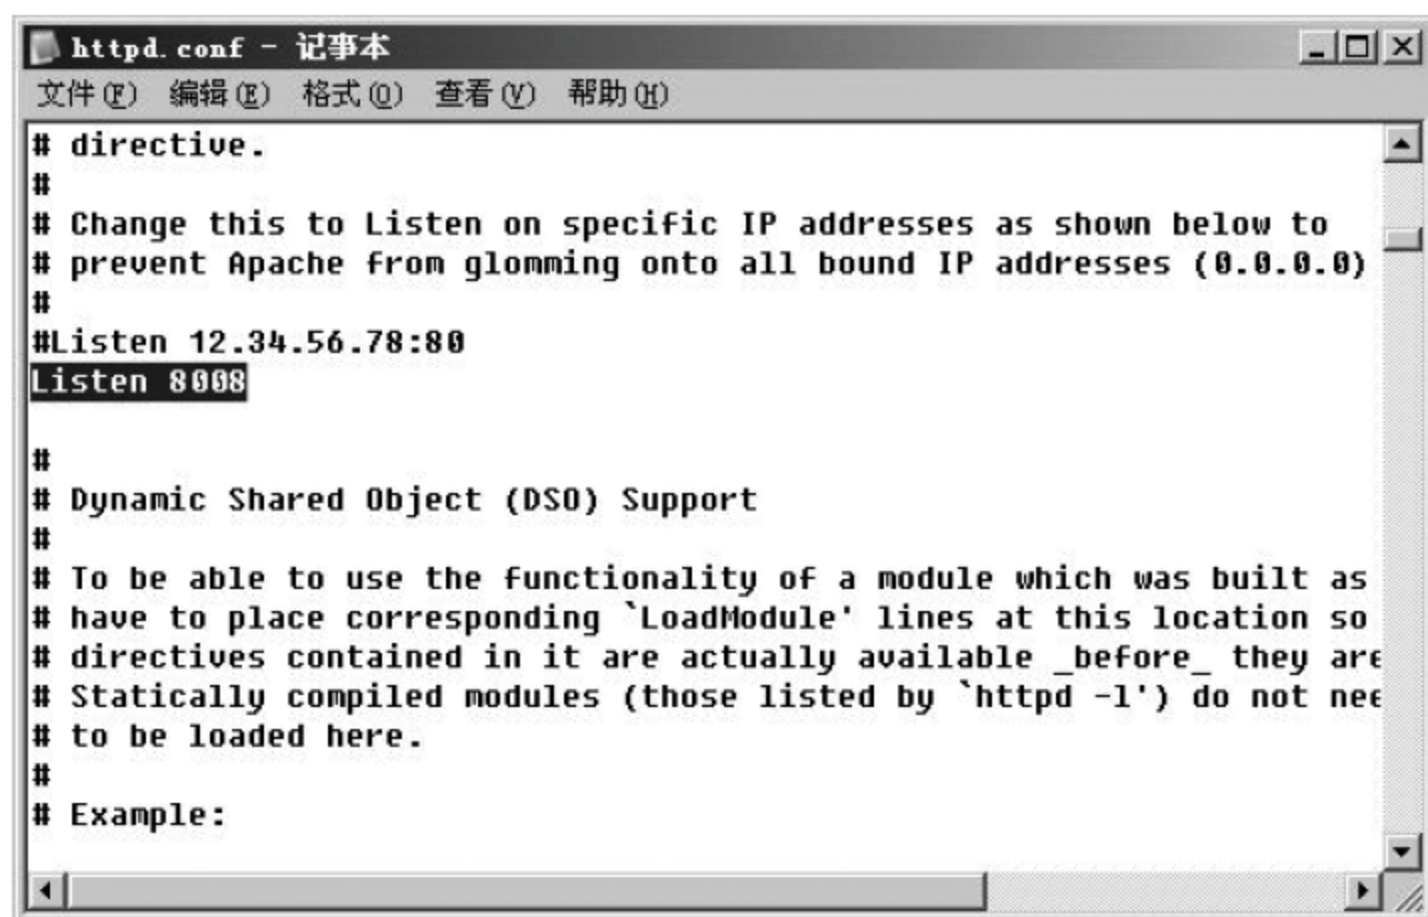 httpd.conf - 记事本
文件(F) 编辑(E) 格式(O) 查看(V) 帮助(H)
# directive.
#
# Change this to Listen on specific IP addresses as shown below to
# prevent Apache from glomming onto all bound IP addresses (0.0.0.0)
#
#Listen 12.34.56.78:80
Listen 8008
#
# Dynamic Shared Object (DSO) Support
#
# To be able to use the functionality of a module which was built as
# have to place corresponding `LoadModule' lines at this location so
# directives contained in it are actually available _before_ they are
# Statically compiled modules (those listed by `httpd -l') do not nee
# to be loaded here.
#
# Example: